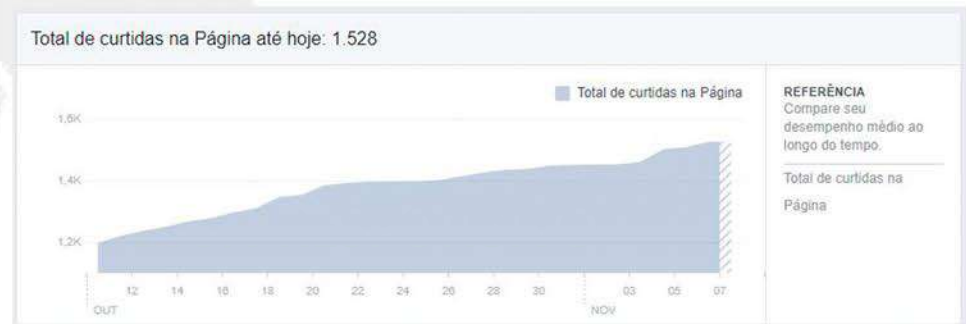 Total de curtidas na Página até hoje: 1.528
Total de curtidas na Página
1,6K
1,4K
1,2K
12 14 16 18 20 22 24 26 28 30 03 05 07
OUT NOV
REFERÊNCIA
Compare seu
desempenho médio ao
longo do tempo.
Total de curtidas na
Página